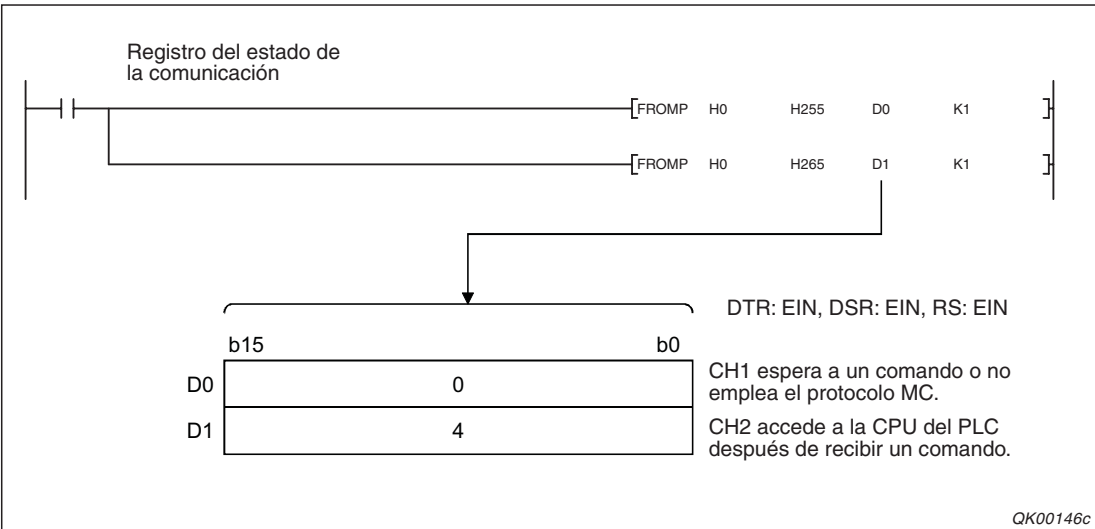 Registro del estado de
la comunicación
FROMP H0 H255 D0 K1
FROMP H0 H265 D1 K1
DTR: EIN, DSR: EIN, RS: EIN
b15 b0
D0 0 CH1 espera a un comando o no
emplea el protocolo MC.
D1 4 CH2 accede a la CPU del PLC
después de recibir un comando.
QK00146c